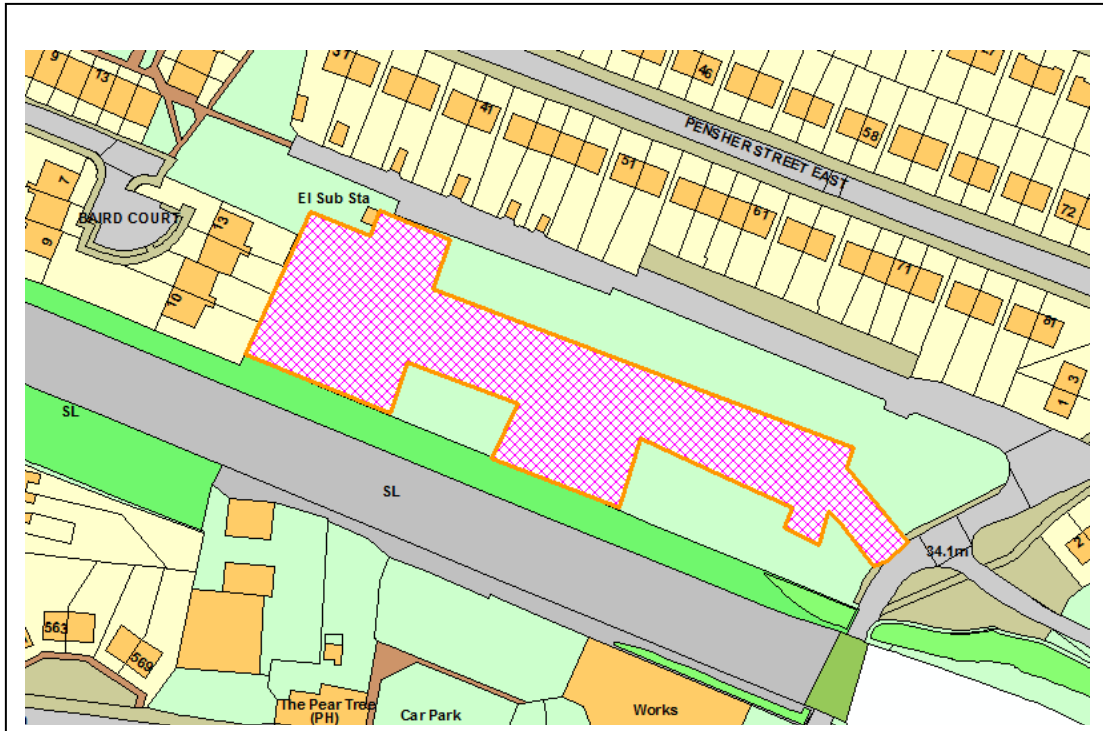 9
13
41
46
58
72
PENSHER STREET EAST
51
61
71
81
3
1
7
9
BAIRD COURT
13
10
El Sub Sta
SL
SL
34.1m
2
563
569
The Pear Tree
(PH)
Car Park
Works